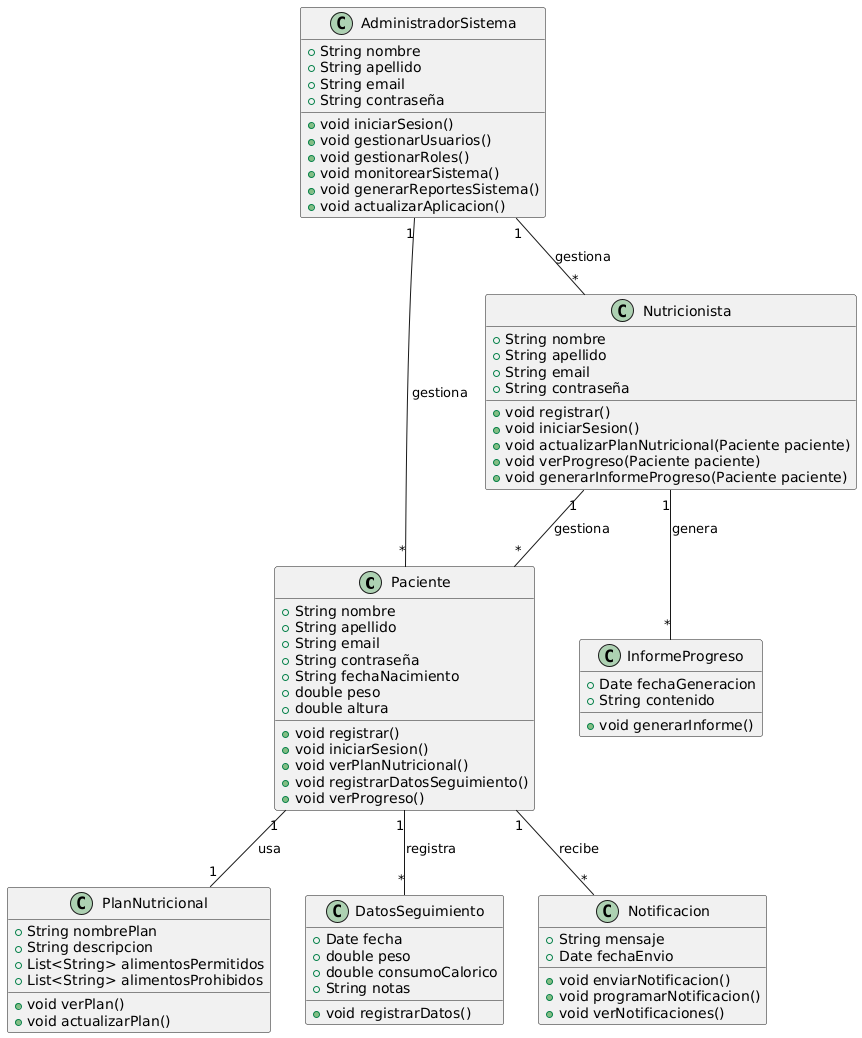 C AdministradorSistema
String nombre
String apellido
String email
String contraseña
void iniciarSesion()
void gestionarUsuarios()
void gestionarRoles()
void monitorearSistema()
void generarReportesSistema()
void actualizarAplicacion()
1
1
gestiona
*
C Nutricionista
String nombre
String apellido
String email
String contraseña
void registrar()
void iniciarSesion()
void actualizarPlanNutricional(Paciente paciente)
void verProgreso(Paciente paciente)
void generarInformeProgreso(Paciente paciente)
gestiona
1
1
gestiona
genera
*
*
*
C Paciente
String nombre
String apellido
String email
String contraseña
String fechaNacimiento
double peso
double altura
void registrar()
void iniciarSesion()
void verPlanNutricional()
void registrarDatosSeguimiento()
void verProgreso()
C InformeProgreso
Date fechaGeneracion
String contenido
void generarInforme()
1
1
1
usa
registra
recibe
1
*
*
C PlanNutricional
String nombrePlan
String descripcion
List<String> alimentosPermitidos
List<String> alimentosProhibidos
void verPlan()
void actualizarPlan()
C DatosSeguimiento
Date fecha
double peso
double consumoCalorico
String notas
void registrarDatos()
C Notificacion
String mensaje
Date fechaEnvio
void enviarNotificacion()
void programarNotificacion()
void verNotificaciones()